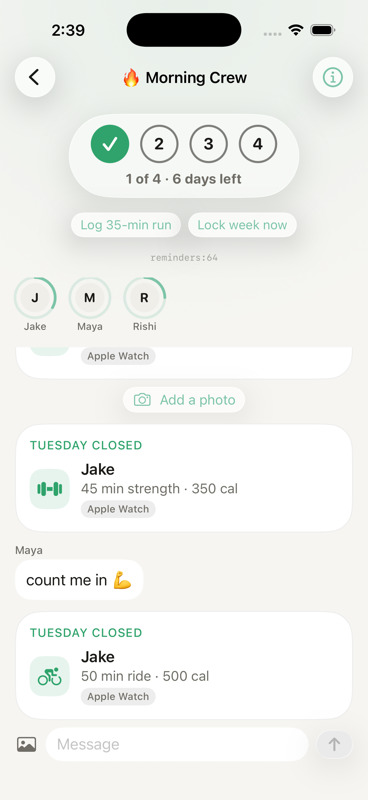 2:39
🔥 Morning Crew
2 3 4
1 of 4 · 6 days left
Log 35-min run Lock week now
reminders:64
J M R
Jake Maya Rishi
Apple Watch
Add a photo
TUESDAY CLOSED
Jake
45 min strength · 350 cal
Apple Watch
Maya
count me in 💪
TUESDAY CLOSED
Jake
50 min ride · 500 cal
Apple Watch
Message